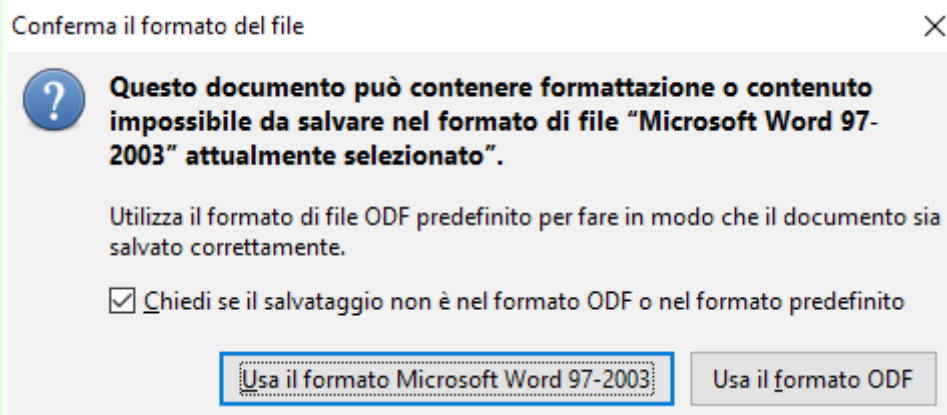 Conferma il formato del file
Questo documento può contenere formattazione o contenuto
impossibile da salvare nel formato di file “Microsoft Word 97-
2003” attualmente selezionato”.
Utilizza il formato di file ODF predefinito per fare in modo che il documento sia
salvato correttamente.
Chiedi se il salvataggio non è nel formato ODF o nel formato predefinito
Usa il formato Microsoft Word 97-2003 Usa il formato ODF